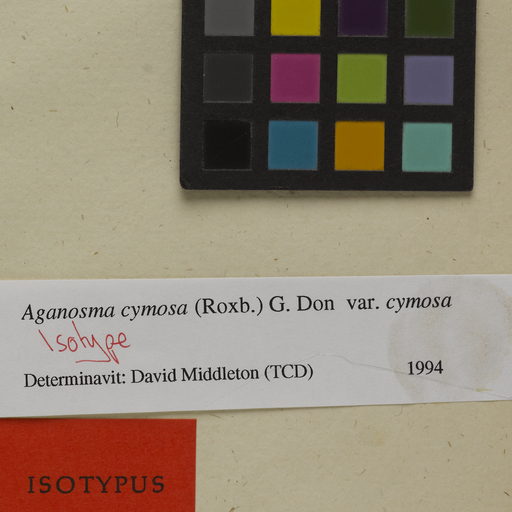 Aganosma cymosa (Roxb.) G. Don var. cymosa
Isotype
Determinavit: David Middleton (TCD) 1994
ISOTYPUS